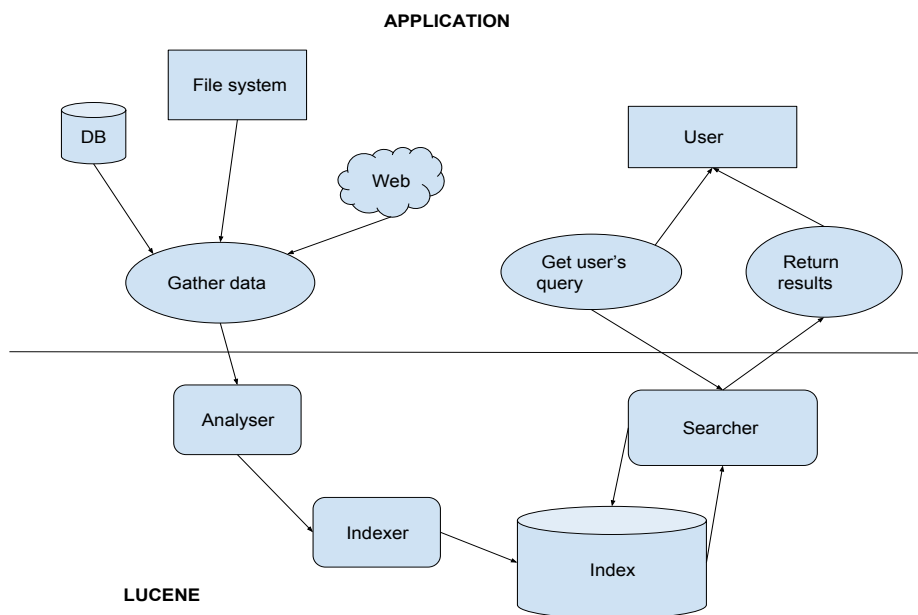 APPLICATION
File system
DB
User
Web
Get user's
query
Return
results
Gather data
Analyser
Searcher
Indexer
Index
LUCENE